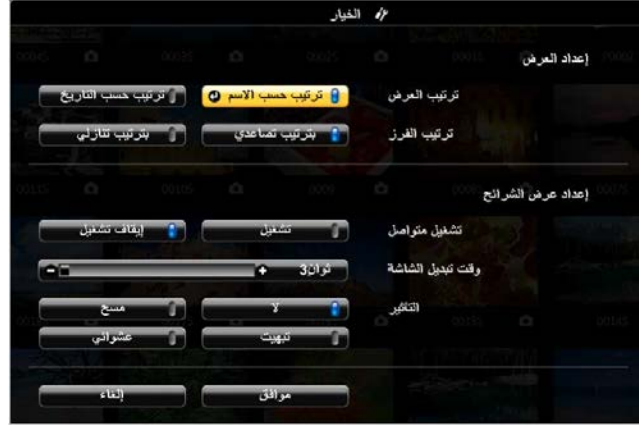 الخيار
إعداد العرض
ترتيب العرض ترتيب حسب الاسم ترتيب حسب التاريخ
ترتيب الفرز بترتيب تصاعدي بترتيب تنازلي
إعداد عرض الشرائح
تشغيل متواصل تشغيل إيقاف تشغيل
وقت تبديل الشاشة ثوان3 + -
التأثير لا مسح
تبهيت عشوائي
موافق إلغاء